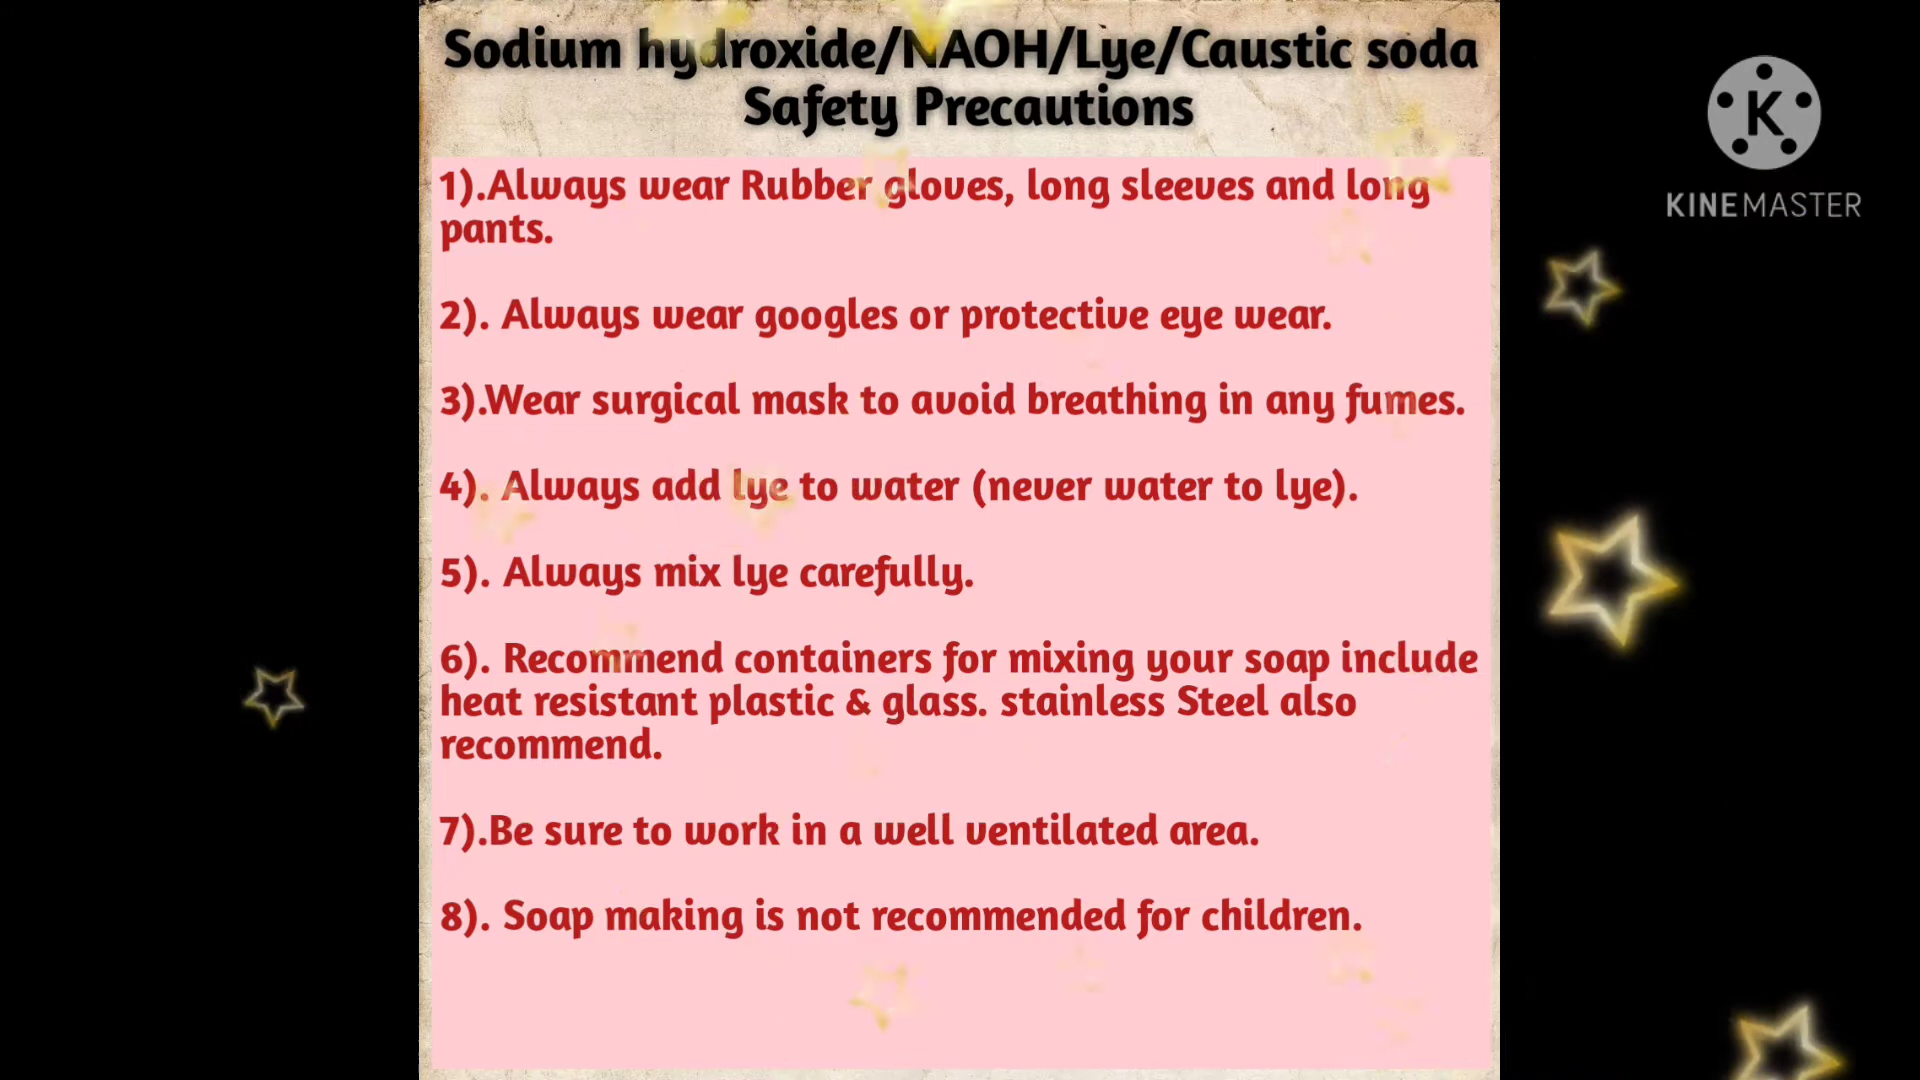 Sodium hydroxide/NAOH/Lye/Caustic soda
Safety Precautions
1).Always wear Rubber gloves, long sleeves and long
pants.
2). Always wear googles or protective eye wear.
3).Wear surgical mask to avoid breathing in any fumes.
4). Always add lye to water (never water to lye).
5). Always mix lye carefully.
6). Recommend containers for mixing your soap include
heat resistant plastic & glass. stainless Steel also
recommend.
7).Be sure to work in a well ventilated area.
8). Soap making is not recommended for children.
K
KINEMASTER